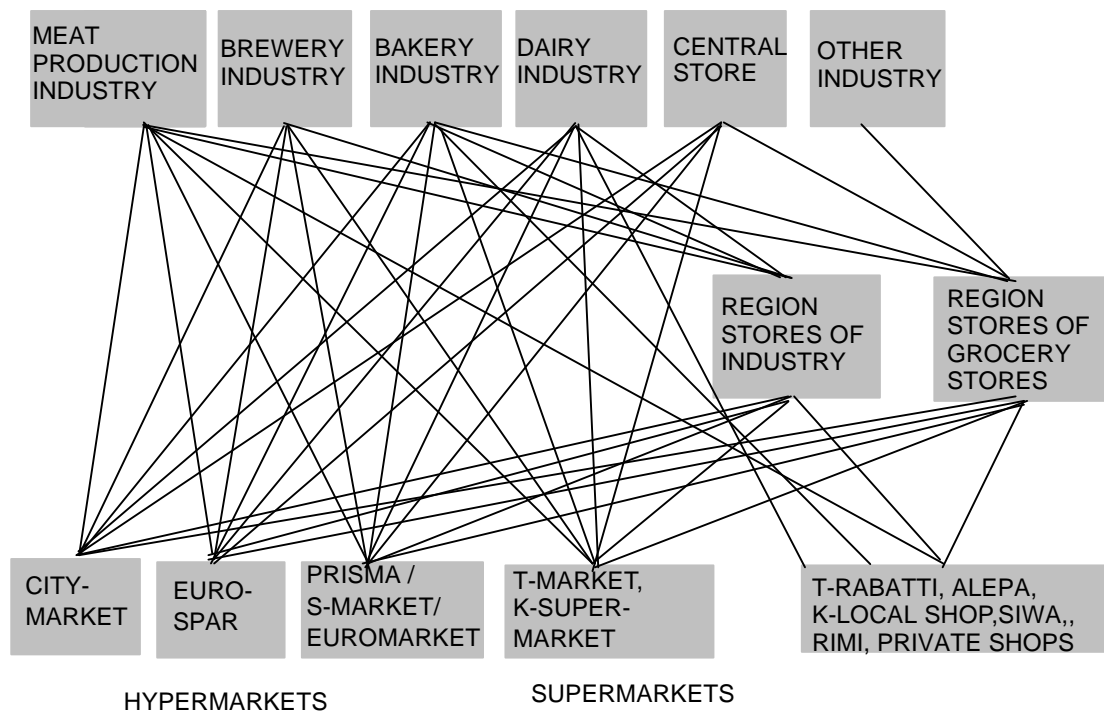 MEAT
PRODUCTION
INDUSTRY
BREWERY
INDUSTRY
BAKERY
INDUSTRY
DAIRY
INDUSTRY
CENTRAL
STORE
OTHER
INDUSTRY
REGION
STORES OF
INDUSTRY
REGION
STORES OF
GROCERY
STORES
CITY-
MARKET
EURO-
SPAR
PRISMA /
S-MARKET/
EUROMARKET
T-MARKET,
K-SUPER-
MARKET
T-RABATTI, ALEPA,
K-LOCAL SHOP,SIWA,,
RIMI, PRIVATE SHOPS
HYPERMARKETS
SUPERMARKETS